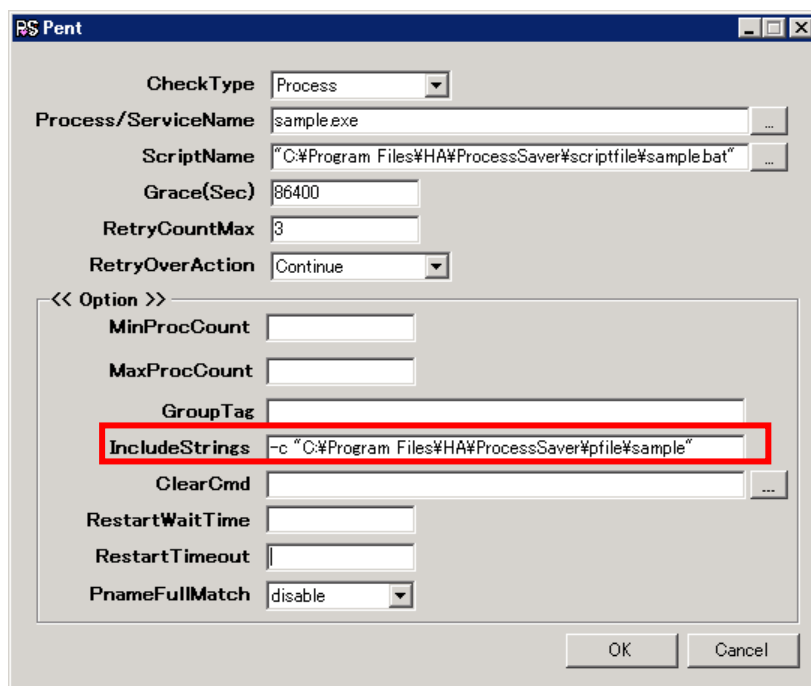 PS Pent
CheckType Process
Process/ServiceName sample.exe ...
ScriptName "C:¥Program Files¥HA¥ProcessSaver¥scriptfile¥sample.bat" ...
Grace(Sec) 86400
RetryCountMax 3
RetryOverAction Continue
<< Option >>
MinProcCount
MaxProcCount
GroupTag
IncludeStrings -c "C:¥Program Files¥HA¥ProcessSaver¥pfile¥sample"
ClearCmd ...
RestartWaitTime
RestartTimeout
PnameFullMatch disable
OK Cancel